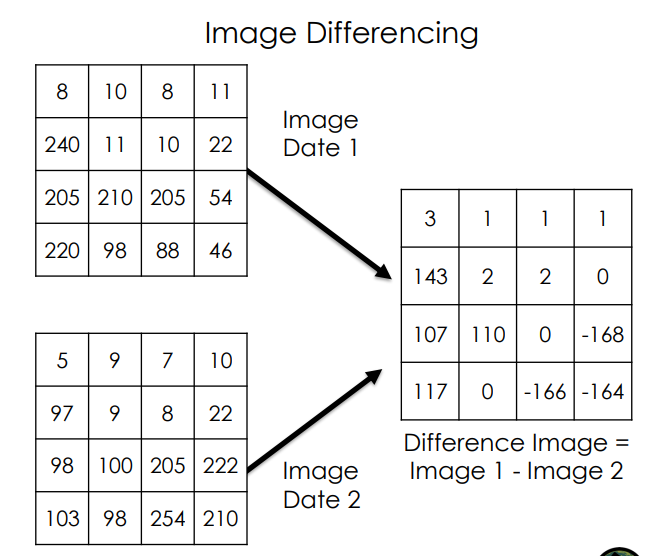 Image Differencing
8 10 8 11
240 11 10 22
205 210 205 54
220 98 88 46
Image
Date 1
3 1 1 1
143 2 2 0
107 110 0 -168
117 0 -166 -164
Difference Image =
Image 1 - Image 2
5 9 7 10
97 9 8 22
98 100 205 222
103 98 254 210
Image
Date 2